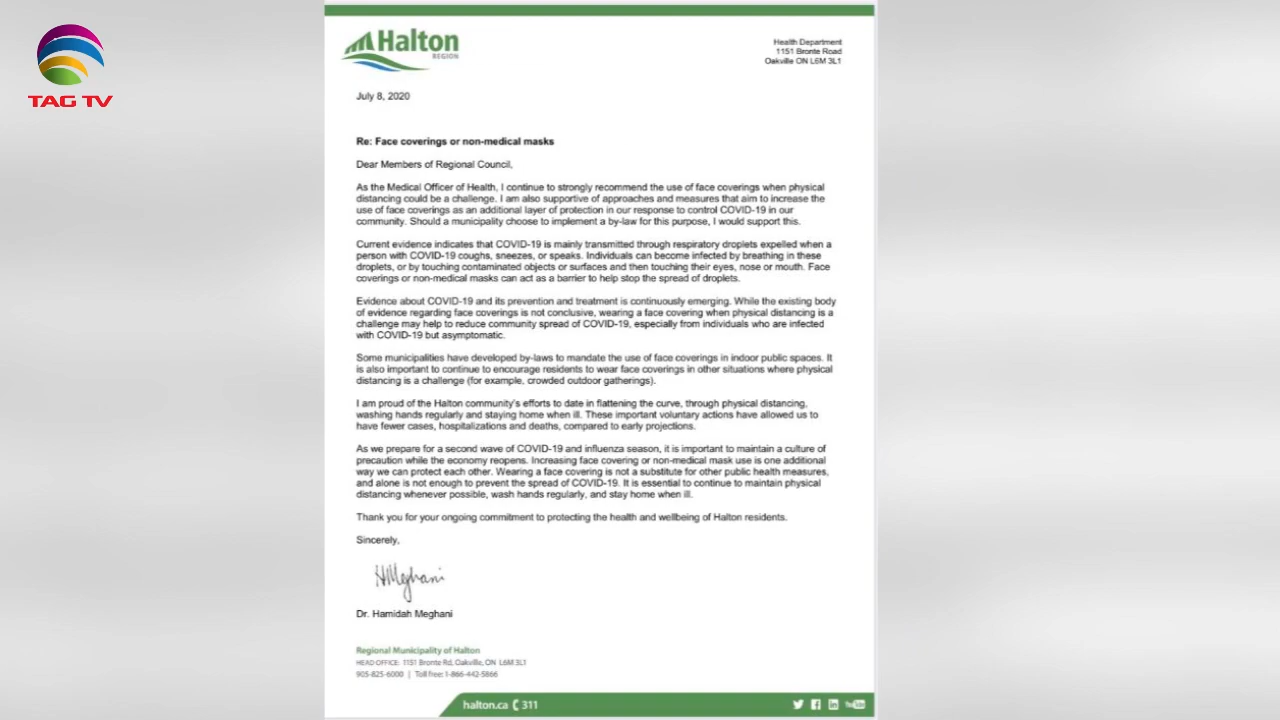 TAG TV
Halton
REGION
Health Department
1151 Bronte Road
Oakville ON L6M 3L1
July 8, 2020
Re: Face coverings or non-medical masks
Dear Members of Regional Council,
As the Medical Officer of Health, I continue to strongly recommend the use of face coverings when physical
distancing could be a challenge. I am also supportive of approaches and measures that aim to increase the
use of face coverings as an additional layer of protection in our response to control COVID-19 in our
community. Should a municipality choose to implement a by-law for this purpose, I would support this.
Current evidence indicates that COVID-19 is mainly transmitted through respiratory droplets expelled when a
person with COVID-19 coughs, sneezes, or speaks. Individuals can become infected by breathing in these
droplets, or by touching contaminated objects or surfaces and then touching their eyes, nose or mouth. Face
coverings or non-medical masks can act as a barrier to help stop the spread of droplets.
Evidence about COVID-19 and its prevention and treatment is continuously emerging. While the existing body
of evidence regarding face coverings is not conclusive, wearing a face covering when physical distancing is a
challenge may help to reduce community spread of COVID-19, especially from individuals who are infected
with COVID-19 but asymptomatic.
Some municipalities have developed by-laws to mandate the use of face coverings in indoor public spaces. It
is also important to continue to encourage residents to wear face coverings in other situations where physical
distancing is a challenge (for example, crowded outdoor gatherings).
I am proud of the Halton community's efforts to date in flattening the curve, through physical distancing,
washing hands regularly and staying home when ill. These important voluntary actions have allowed us to
have fewer cases, hospitalizations and deaths, compared to early projections.
As we prepare for a second wave of COVID-19 and influenza season, it is important to maintain a culture of
precaution while the economy reopens. Increasing face covering or non-medical mask use is one additional
way we can protect each other. Wearing a face covering is not a substitute for other public health measures,
and alone is not enough to prevent the spread of COVID-19. It is essential to continue to maintain physical
distancing whenever possible, wash hands regularly, and stay home when ill.
Thank you for your ongoing commitment to protecting the health and wellbeing of Halton residents.
Sincerely,
HMeghani
Dr. Hamidah Meghani
Regional Municipality of Halton
HEAD OFFICE: 1151 Bronte Rd, Oakville, ON L6M 3L1
905-825-6000 | Toll free: 1-866-442-5866
halton.ca 311
YouTube